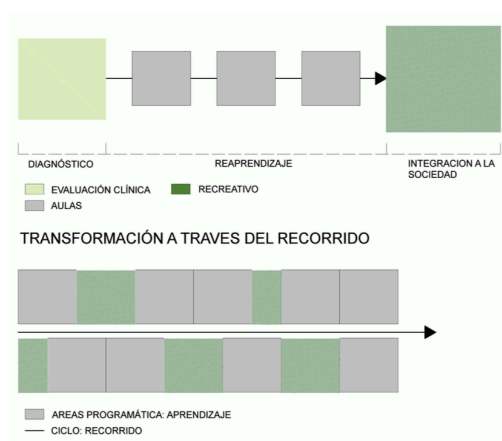 DIAGNÓSTICO
REAPRENDIZAJE
INTEGRACION A LA
SOCIEDAD
EVALUACIÓN CLÍNICA
RECREATIVO
AULAS
TRANSFORMACIÓN A TRAVES DEL RECORRIDO
AREAS PROGRAMÁTICA: APRENDIZAJE
CICLO: RECORRIDO